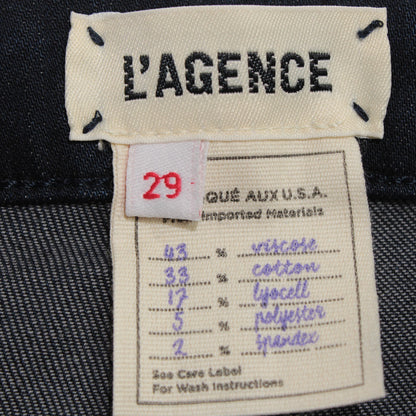 L'AGENCE
29
QUÉ AUX U.S.A.
Imported Materials
43 % viscose
33 % cotton
17 % lyocell
5 % polyester
2 % spandex
See Care Label
For Wash Instructions